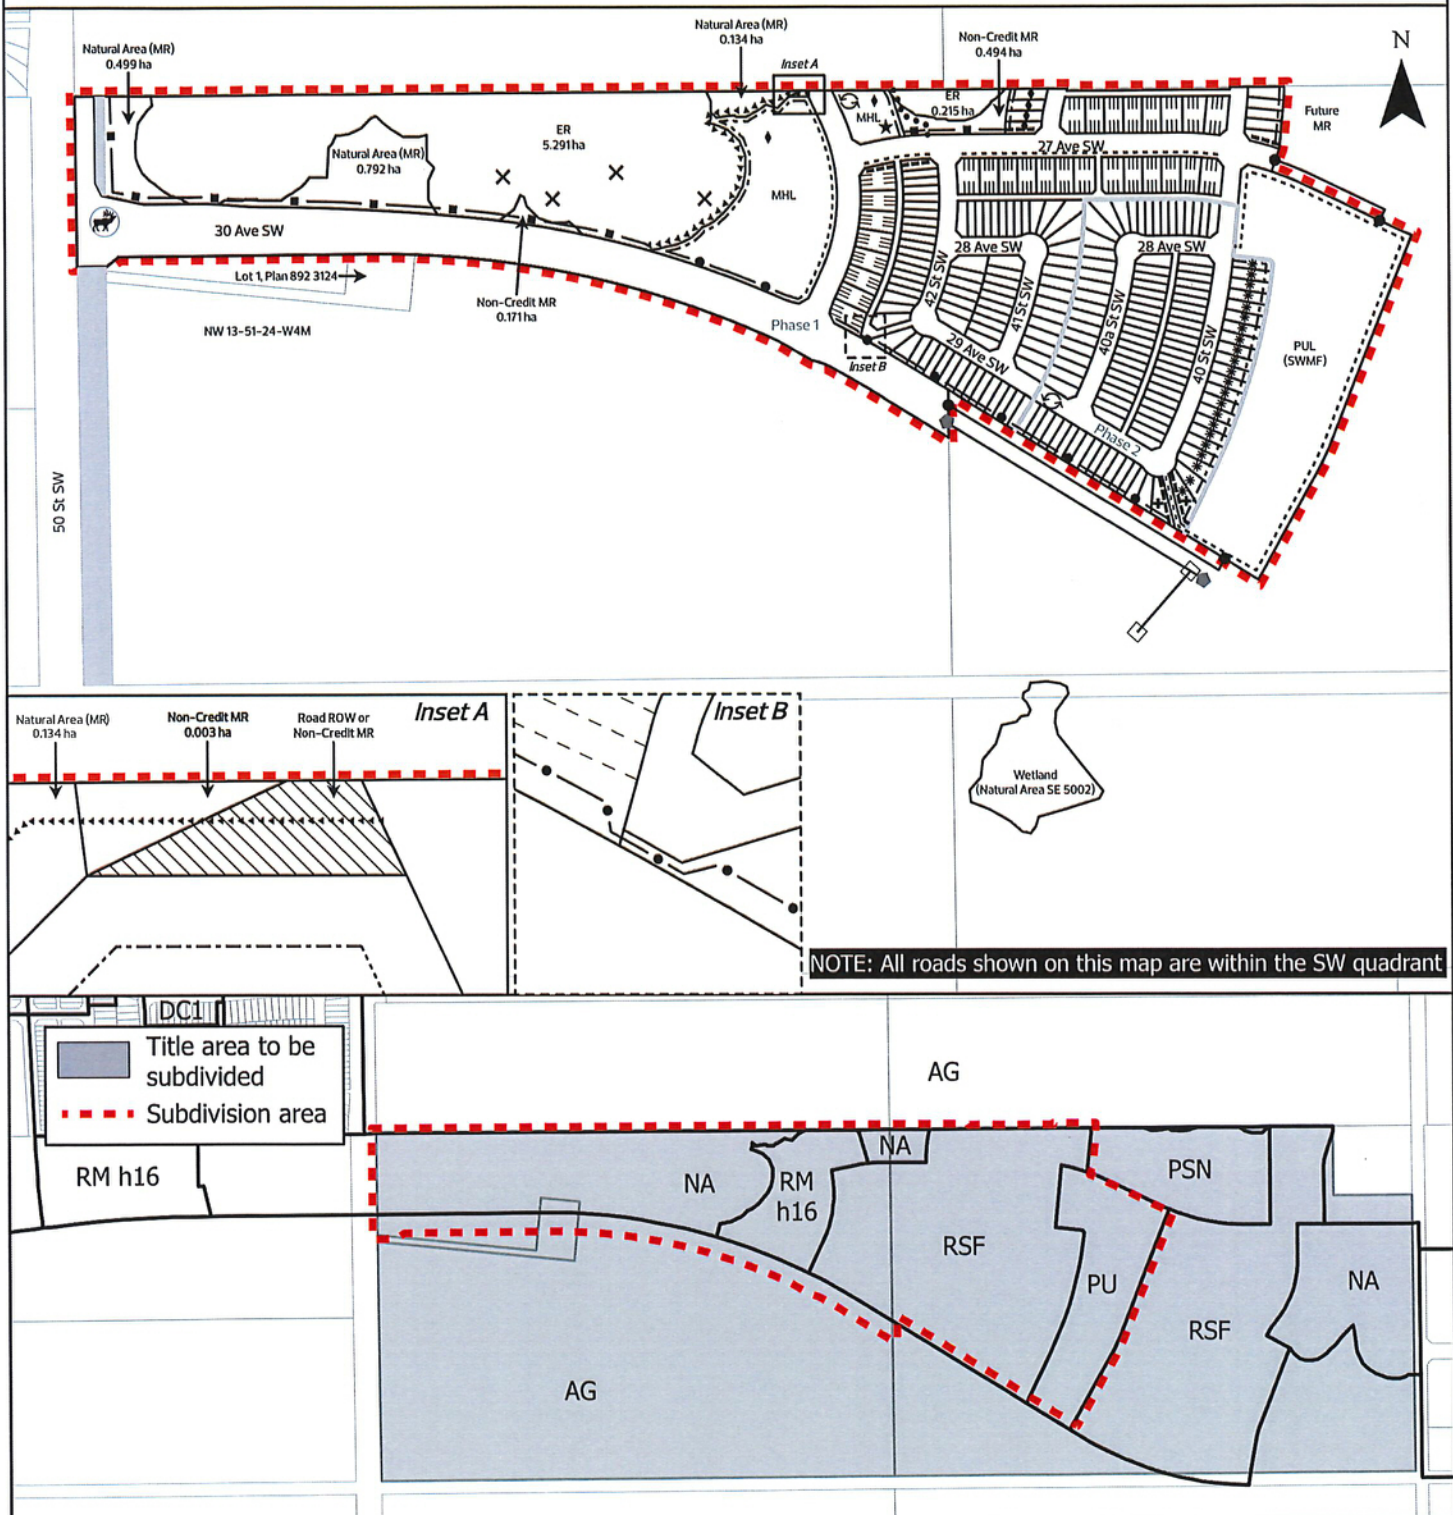 Natural Area (MR)
0.499 ha
Natural Area (MR)
0.134 ha
Inset A
Non-Credit MR
0.494 ha
N
ER
5.291ha
Natural Area (MR)
0.792 ha
MHL
ER
0.215 ha
Future
MR
27 Ave SW
MHL
30 Ave SW
28 Ave SW
28 Ave SW
42 St SW
41 St SW
40a St SW
40 St SW
Lot 1, Plan 892 3124
Non-Credit MR
0.171 ha
NW 13-51-24-W4M
Phase 1
Inset B
29 Ave SW
Phase 2
PUL
(SWMF)
50 St SW
Natural Area (MR)
0.134 ha
Non-Credit MR
0.003 ha
Road ROW or
Non-Credit MR
Inset A
Inset B
Wetland
(Natural Area SE 5002)
NOTE: All roads shown on this map are within the SW quadrant
DC1
Title area to be
subdivided
Subdivision area
AG
RM h16
NA
RM
h16
NA
PSN
RSF
PU
RSF
NA
AG